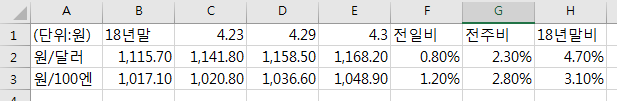 A B C D E F G H
1 (단위:원) 18년말 4.23 4.29 4.3 전일비 전주비 18년말비
2 원/달러 1,115.70 1,141.80 1,158.50 1,168.20 0.80% 2.30% 4.70%
3 원/100엔 1,017.10 1,020.80 1,036.60 1,048.90 1.20% 2.80% 3.10%